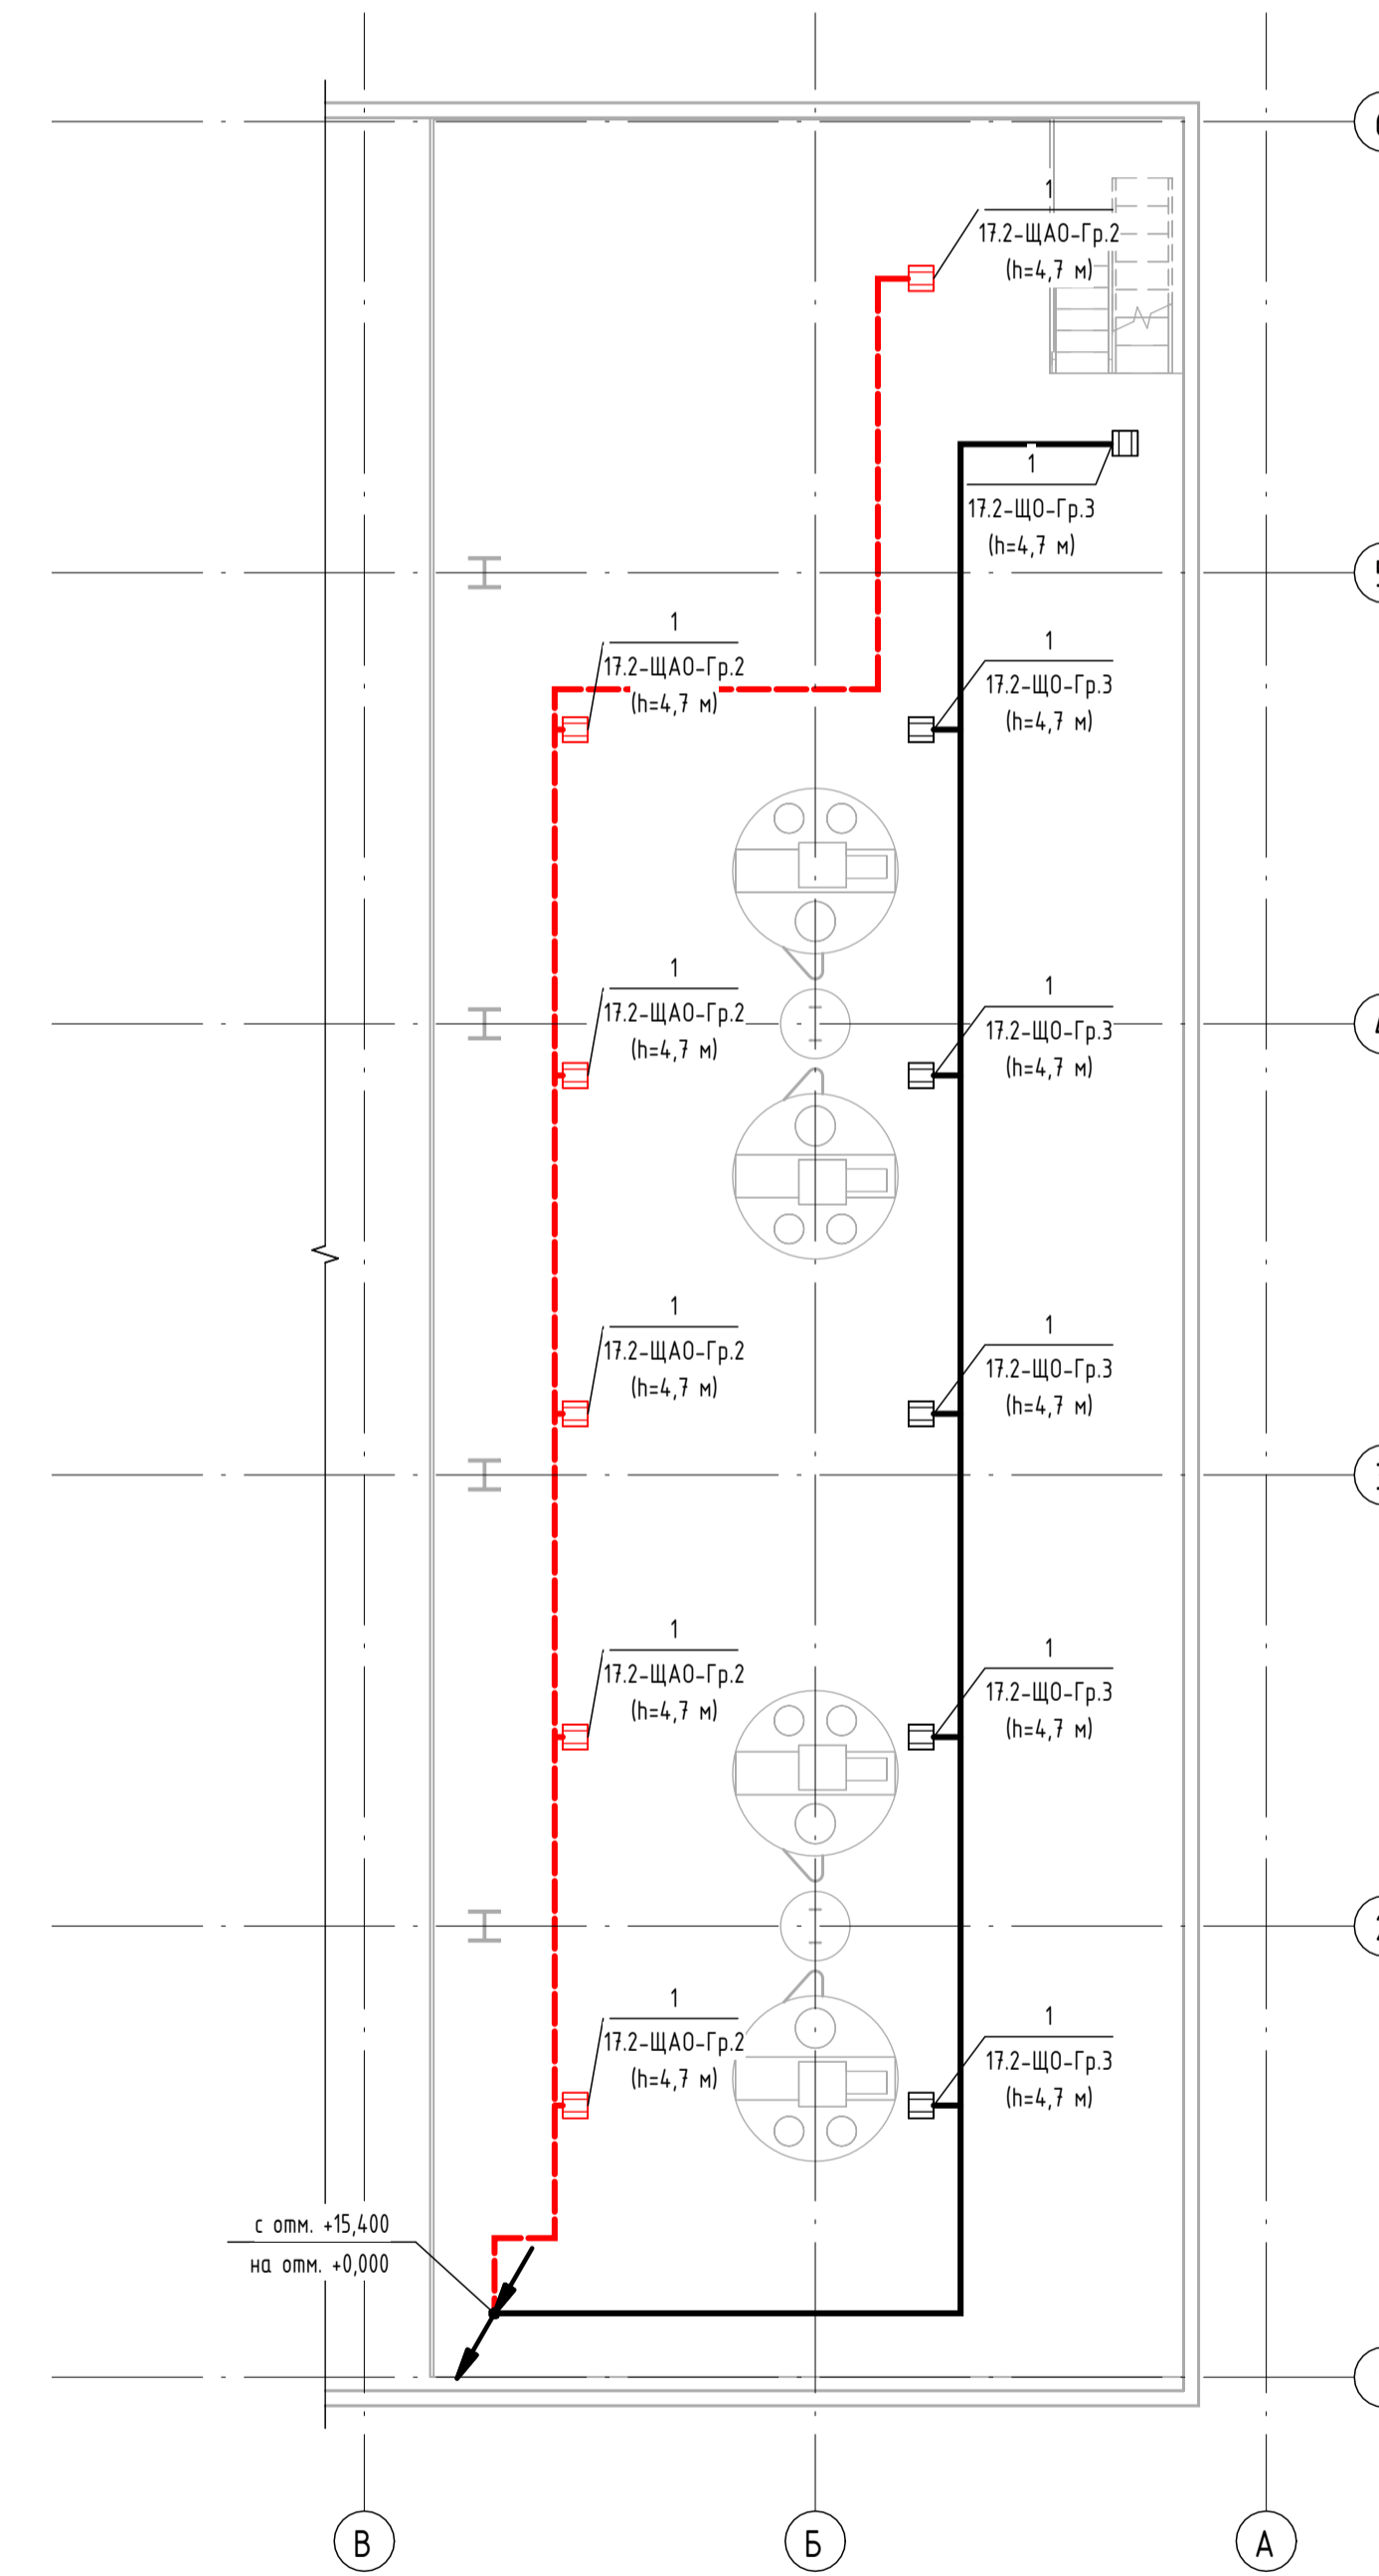 1
17.2-ЩАО-Гр.2
(h=4,7 м)
1
17.2-ЩО-Гр.3
(h=4,7 м)
1
17.2-ЩАО-Гр.2
(h=4,7 м)
1
17.2-ЩО-Гр.3
(h=4,7 м)
1
17.2-ЩАО-Гр.2
(h=4,7 м)
1
17.2-ЩО-Гр.3
(h=4,7 м)
1
17.2-ЩАО-Гр.2
(h=4,7 м)
1
17.2-ЩО-Гр.3
(h=4,7 м)
1
17.2-ЩАО-Гр.2
(h=4,7 м)
1
17.2-ЩО-Гр.3
(h=4,7 м)
1
17.2-ЩАО-Гр.2
(h=4,7 м)
1
17.2-ЩО-Гр.3
(h=4,7 м)
с отм. +15,400
на отм. +0,000
В
Б
А